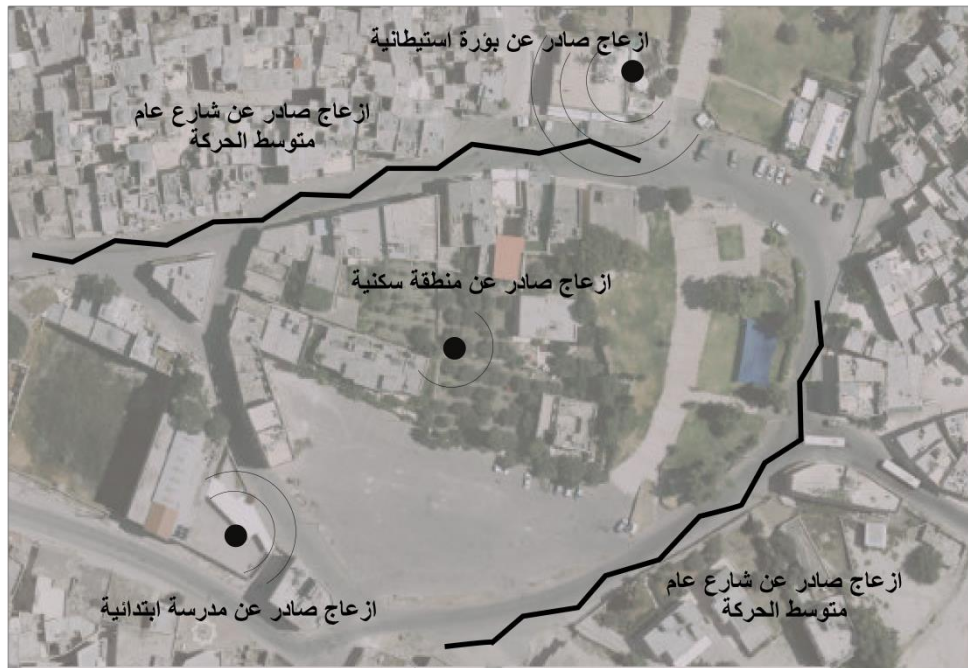 ازعاج صادر عن بؤرة استيطانية
ازعاج صادر عن شارع عام
متوسط الحركة
ازعاج صادر عن منطقة سكنية
ازعاج صادر عن شارع عام
متوسط الحركة
ازعاج صادر عن مدرسة ابتدائية